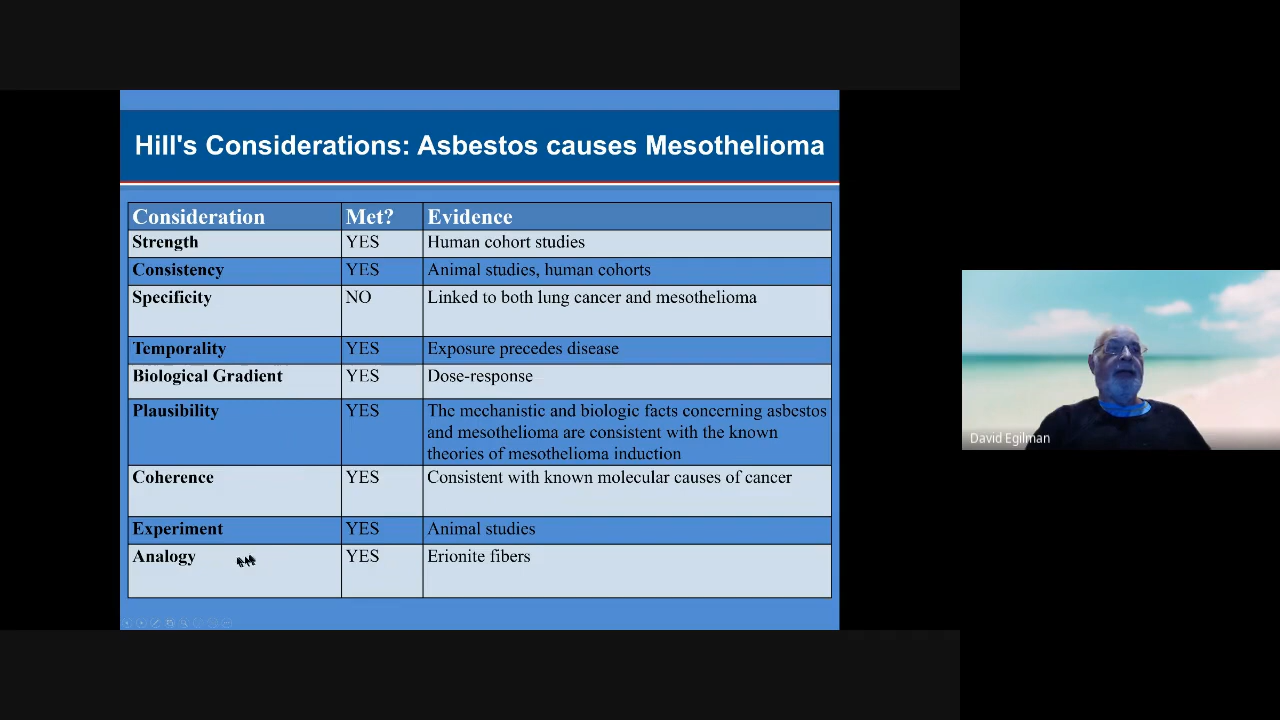 Hill's Considerations: Asbestos causes Mesothelioma
Consideration Met? Evidence
Strength YES Human cohort studies
Consistency YES Animal studies, human cohorts
Specificity NO Linked to both lung cancer and mesothelioma
Temporality YES Exposure precedes disease
Biological Gradient YES Dose-response
Plausibility YES The mechanistic and biologic facts concerning asbestos
and mesothelioma are consistent with the known
theories of mesothelioma induction
Coherence YES Consistent with known molecular causes of cancer
Experiment YES Animal studies
Analogy YES Erionite fibers
David Egilman